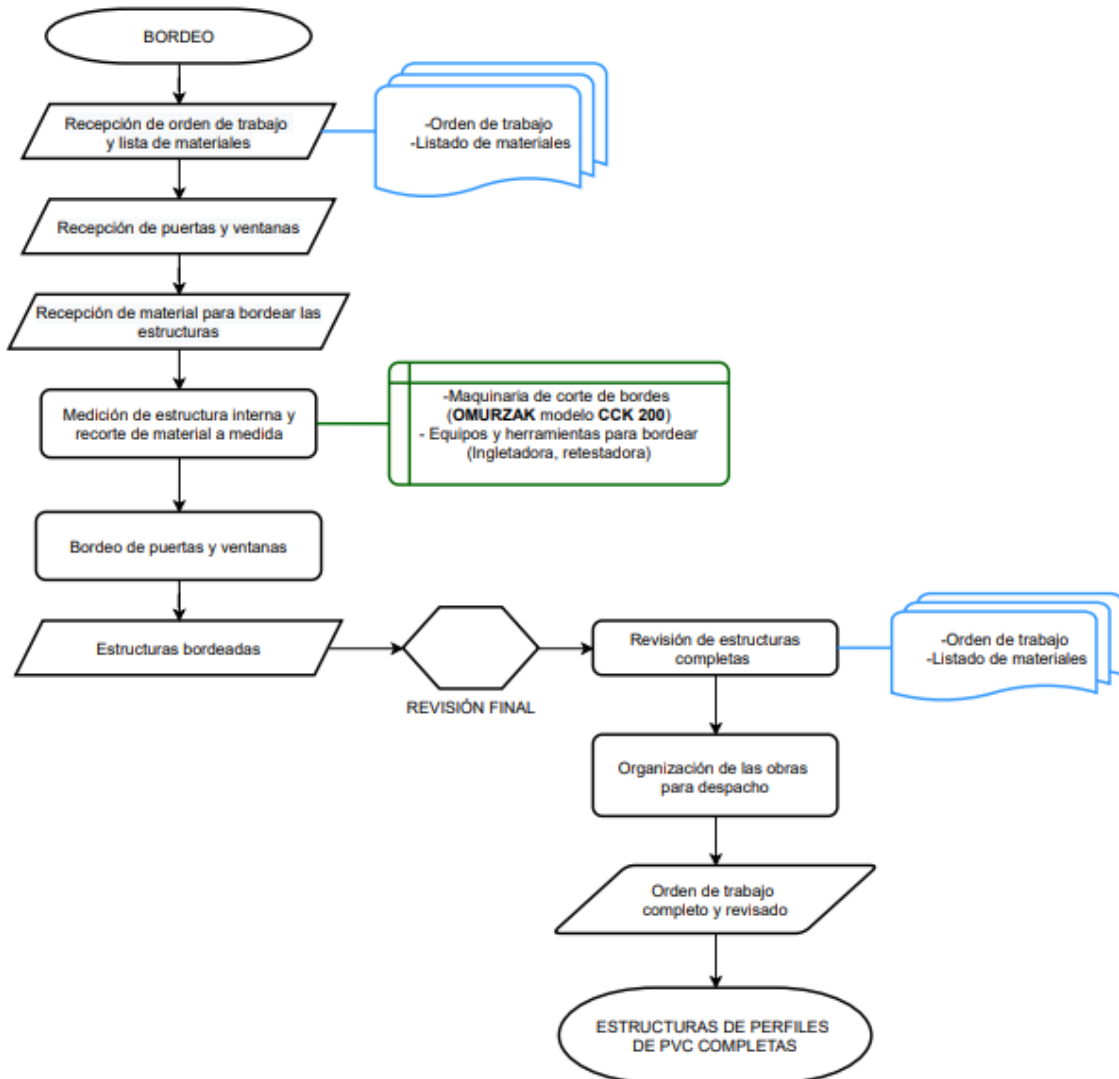 BORDEO
Recepción de orden de trabajo
y lista de materiales
-Orden de trabajo
-Listado de materiales
Recepción de puertas y ventanas
Recepción de material para bordear las
estructuras
Medición de estructura interna y
recorte de material a medida
-Maquinaria de corte de bordes
(OMURZAK modelo CCK 200)
- Equipos y herramientas para bordear
(Ingletadora, retestadora)
Bordeo de puertas y ventanas
Estructuras bordeadas
REVISIÓN FINAL
Revisión de estructuras
completas
-Orden de trabajo
-Listado de materiales
Organización de las obras
para despacho
Orden de trabajo
completo y revisado
ESTRUCTURAS DE PERFILES
DE PVC COMPLETAS